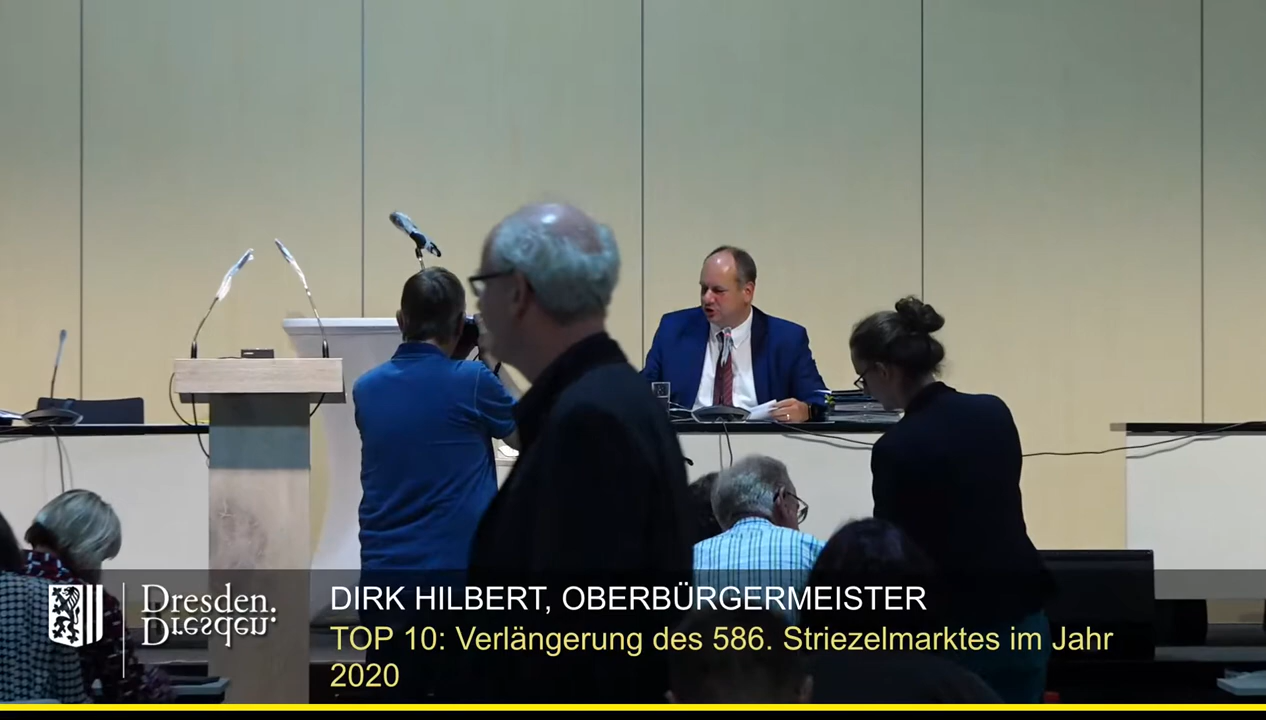 Dresden.
Dresden.
DIRK HILBERT, OBERBÜRGERMEISTER
TOP 10: Verlängerung des 586. Striezelmarktes im Jahr
2020